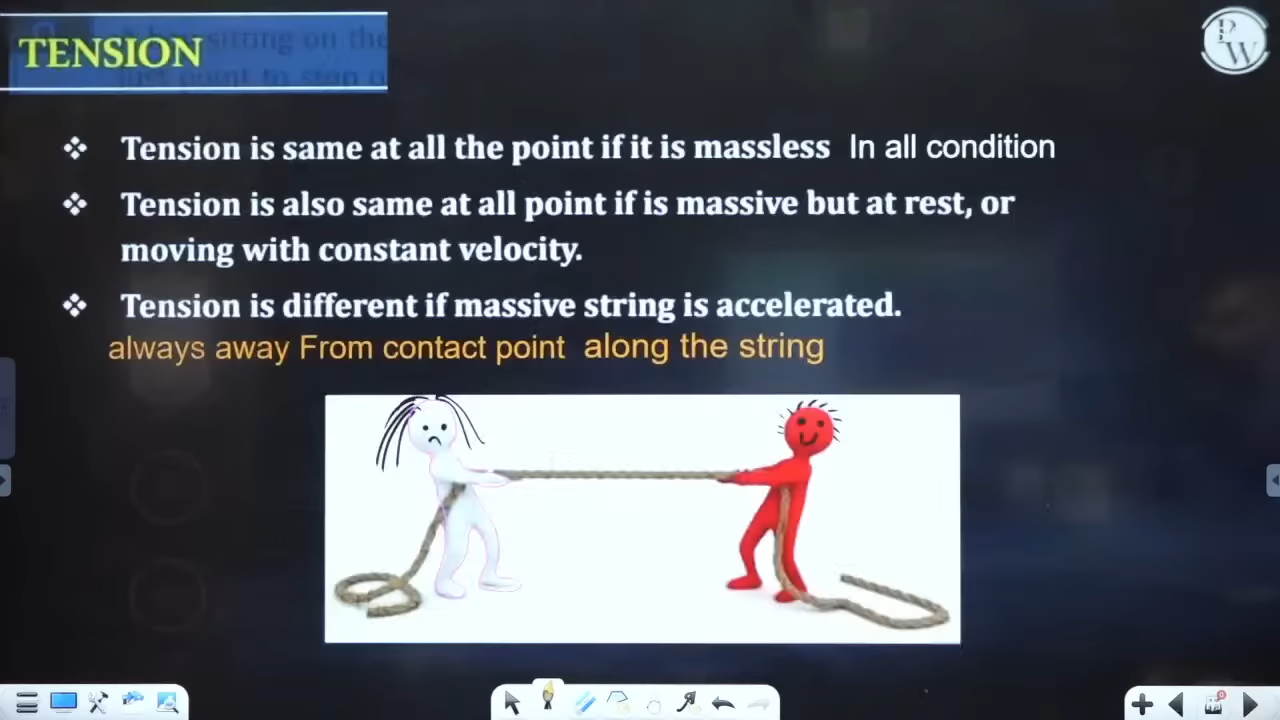 TENSION
PW
❖ Tension is same at all the point if it is massless In all condition
❖ Tension is also same at all point if is massive but at rest, or
moving with constant velocity.
❖ Tension is different if massive string is accelerated.
always away From contact point along the string